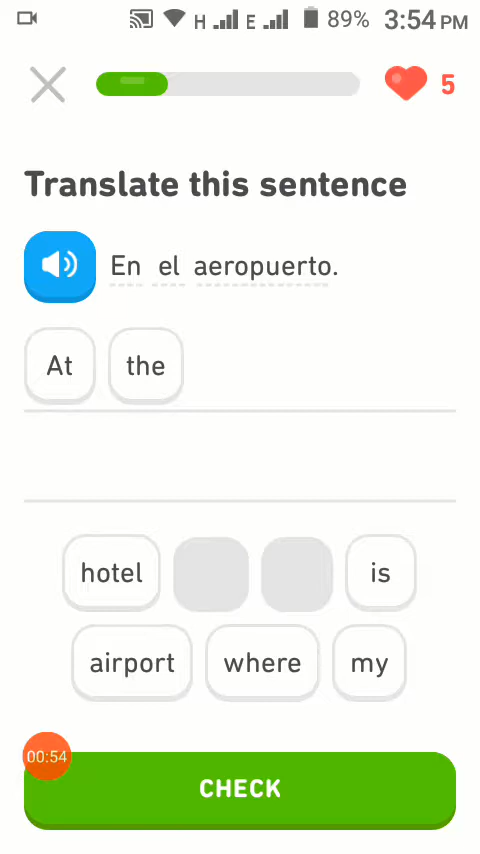 H E 89% 3:54 PM
5
Translate this sentence
En el aeropuerto.
At the
hotel is
airport where my
00:54
CHECK